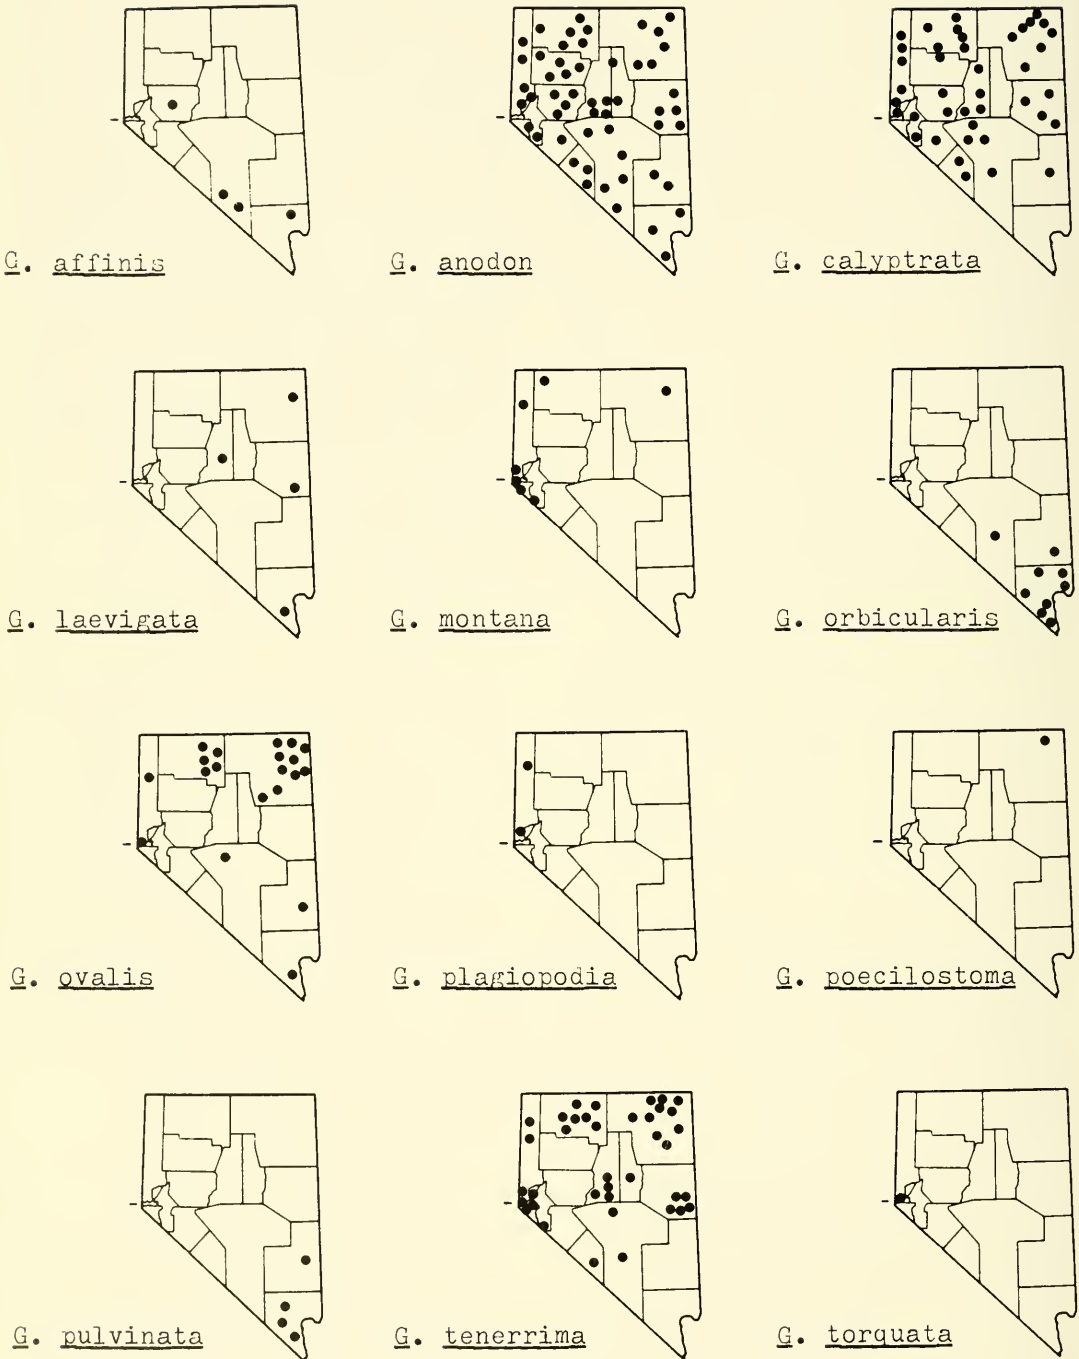 G. affinis
G. anodon
G. calyptrata
G. laevigata
G. montana
G. orbicularis
G. ovalis
G. plagiopodia
G. poecilostoma
G. pulvinata
G. tenerrima
G. torquata